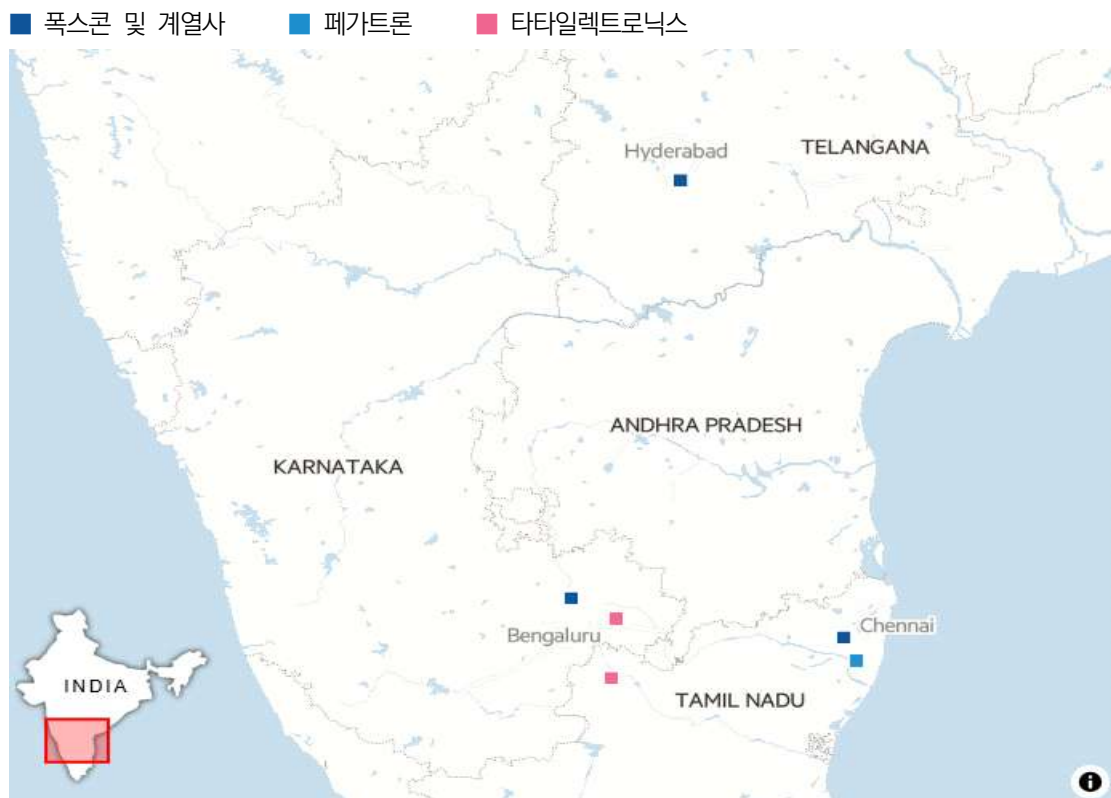 폭스콘 및 계열사 페가트론 타타일렉트로닉스
Hyderabad
TELANGANA
ANDHRA PRADESH
KARNATAKA
Bengaluru
Chennai
INDIA
TAMIL NADU
i